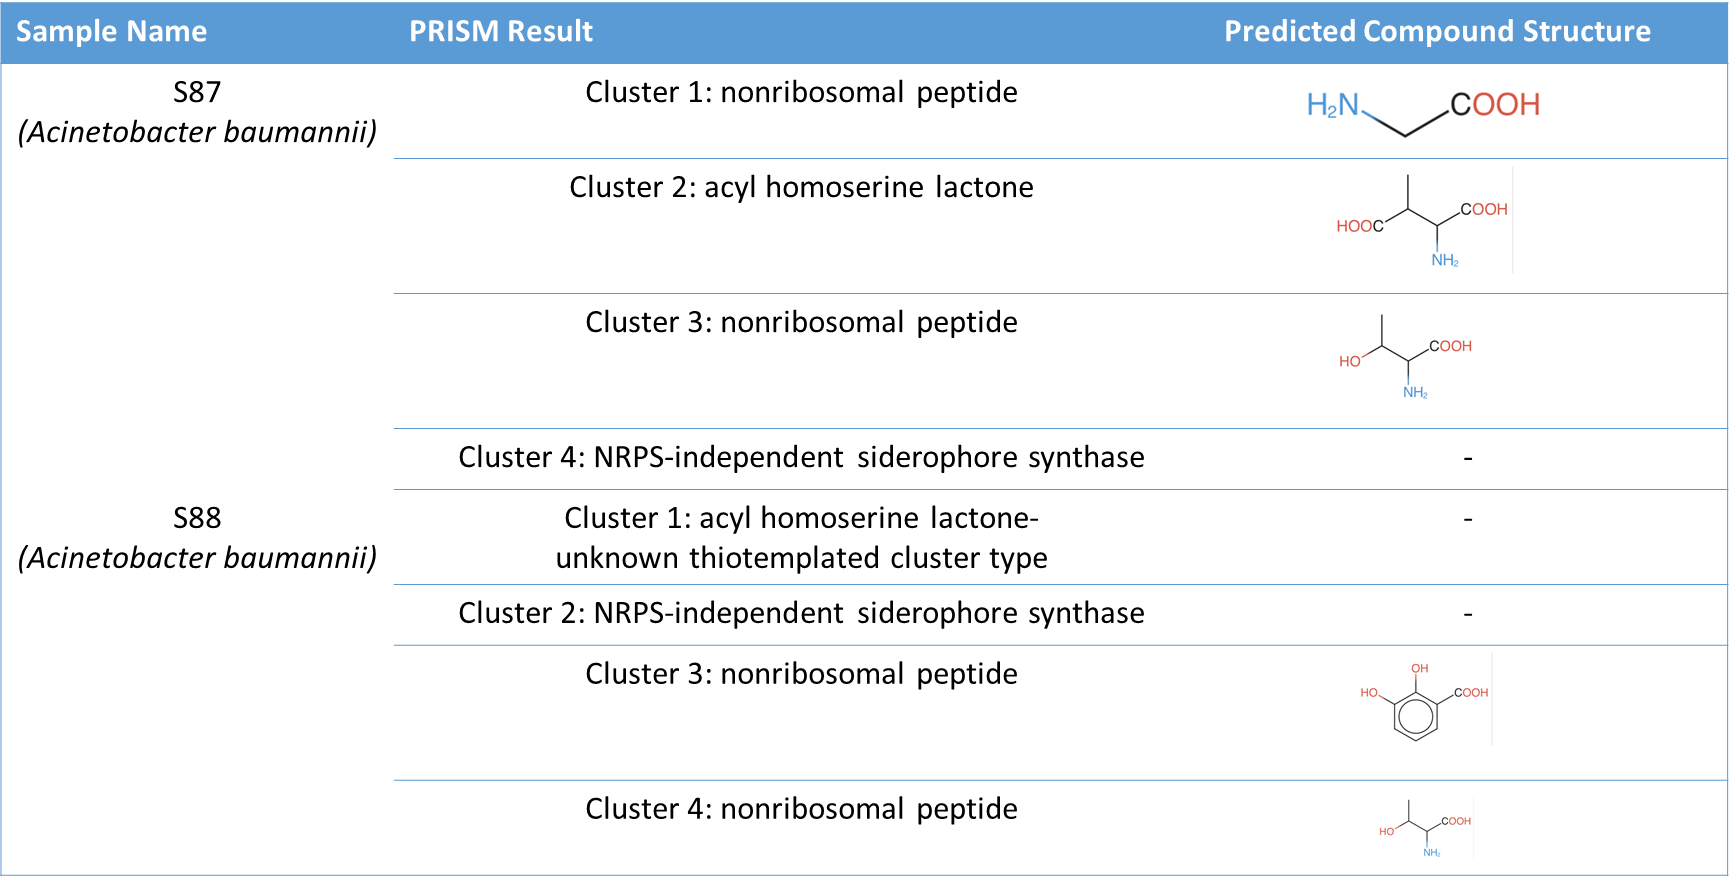 Sample Name PRISM Result Predicted Compound Structure
S87 Cluster 1: nonribosomal peptide H₂N COOH
(Acinetobacter baumannii)
Cluster 2: acyl homoserine lactone
HOOC COOH
NH₂
Cluster 3: nonribosomal peptide
HO COOH
NH₂
Cluster 4: NRPS-independent siderophore synthase -
S88 Cluster 1: acyl homoserine lactone- -
(Acinetobacter baumannii) unknown thiotemplated cluster type
Cluster 2: NRPS-independent siderophore synthase -
Cluster 3: nonribosomal peptide OH
HO COOH
Cluster 4: nonribosomal peptide
HO COOH
NH₂